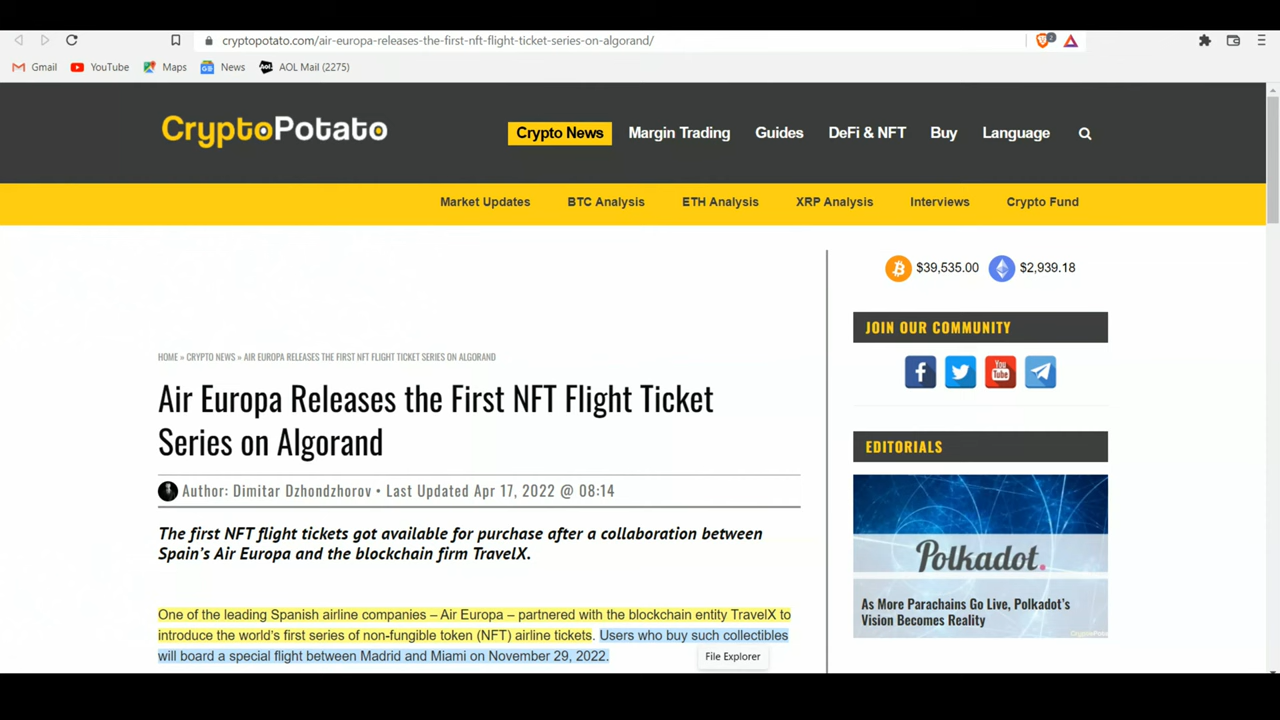 cryptopotato.com/air-europa-releases-the-first-nft-flight-ticket-series-on-algorand/
2
Gmail YouTube Maps News AOL Mail (2275)
CryptoPotato
Crypto News Margin Trading Guides DeFi & NFT Buy Language
Market Updates BTC Analysis ETH Analysis XRP Analysis Interviews Crypto Fund
$39,535.00 $2,939.18
JOIN OUR COMMUNITY
You
Tube
HOME » CRYPTO NEWS » AIR EUROPA RELEASES THE FIRST NFT FLIGHT TICKET SERIES ON ALGORAND
Air Europa Releases the First NFT Flight Ticket
Series on Algorand
Author: Dimitar Dzhondzhorov • Last Updated Apr 17, 2022 @ 08:14
The first NFT flight tickets got available for purchase after a collaboration between
Spain's Air Europa and the blockchain firm TravelX.
One of the leading Spanish airline companies – Air Europa – partnered with the blockchain entity TravelX to
introduce the world's first series of non-fungible token (NFT) airline tickets. Users who buy such collectibles
will board a special flight between Madrid and Miami on November 29, 2022.
File Explorer
EDITORIALS
Polkadot.
As More Parachains Go Live, Polkadot's
Vision Becomes Reality